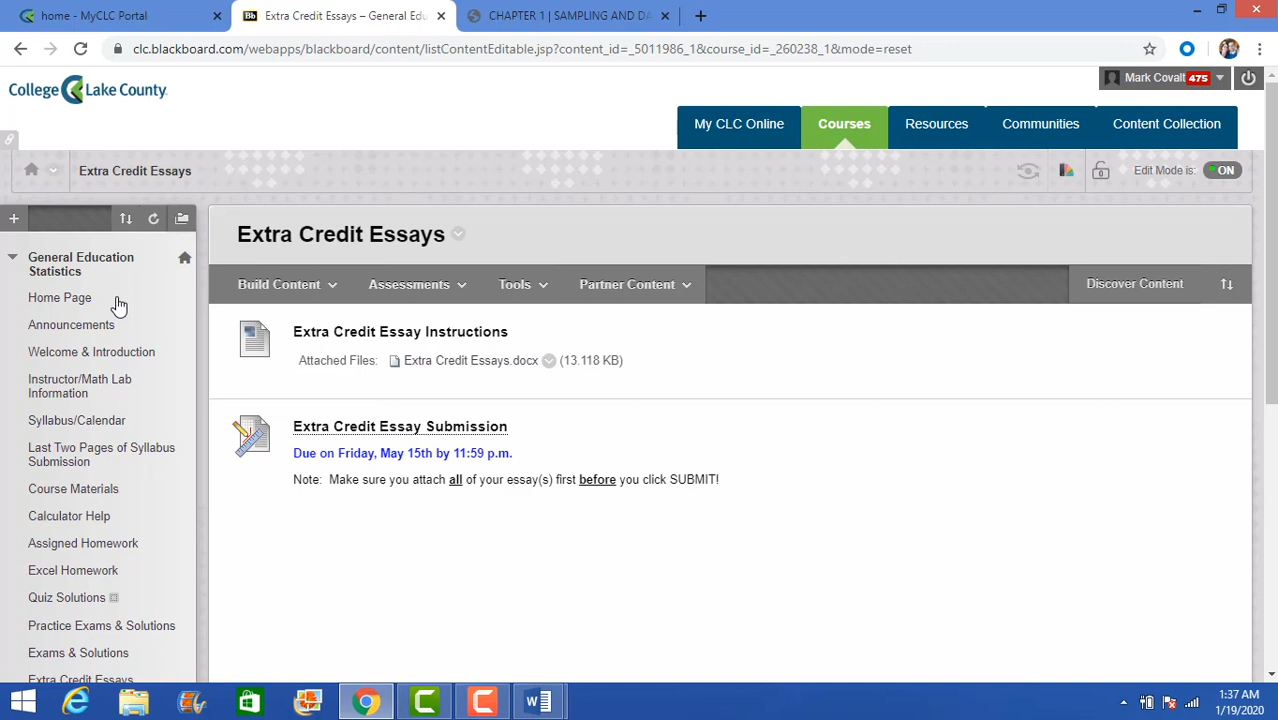 home - MyCLC Portal
Extra Credit Essays – General Edu
CHAPTER 1 | SAMPLING AND DA
clc.blackboard.com/webapps/blackboard/content/listContentEditable.jsp?content_id=_5011986_1&course_id=_260238_1&mode=reset
College Lake County
Mark Covalt 475
My CLC Online
Courses
Resources
Communities
Content Collection
Extra Credit Essays
Edit Mode is: ON
General Education
Statistics
Home Page
Announcements
Welcome & Introduction
Instructor/Math Lab
Information
Syllabus/Calendar
Last Two Pages of Syllabus
Submission
Course Materials
Calculator Help
Assigned Homework
Excel Homework
Quiz Solutions
Practice Exams & Solutions
Exams & Solutions
Extra Credit Essays
Extra Credit Essays
Build Content
Assessments
Tools
Partner Content
Discover Content
Extra Credit Essay Instructions
Attached Files: Extra Credit Essays.docx (13.118 KB)
Extra Credit Essay Submission
Due on Friday, May 15th by 11:59 p.m.
Note: Make sure you attach all of your essay(s) first before you click SUBMIT!
1:37 AM
1/19/2020